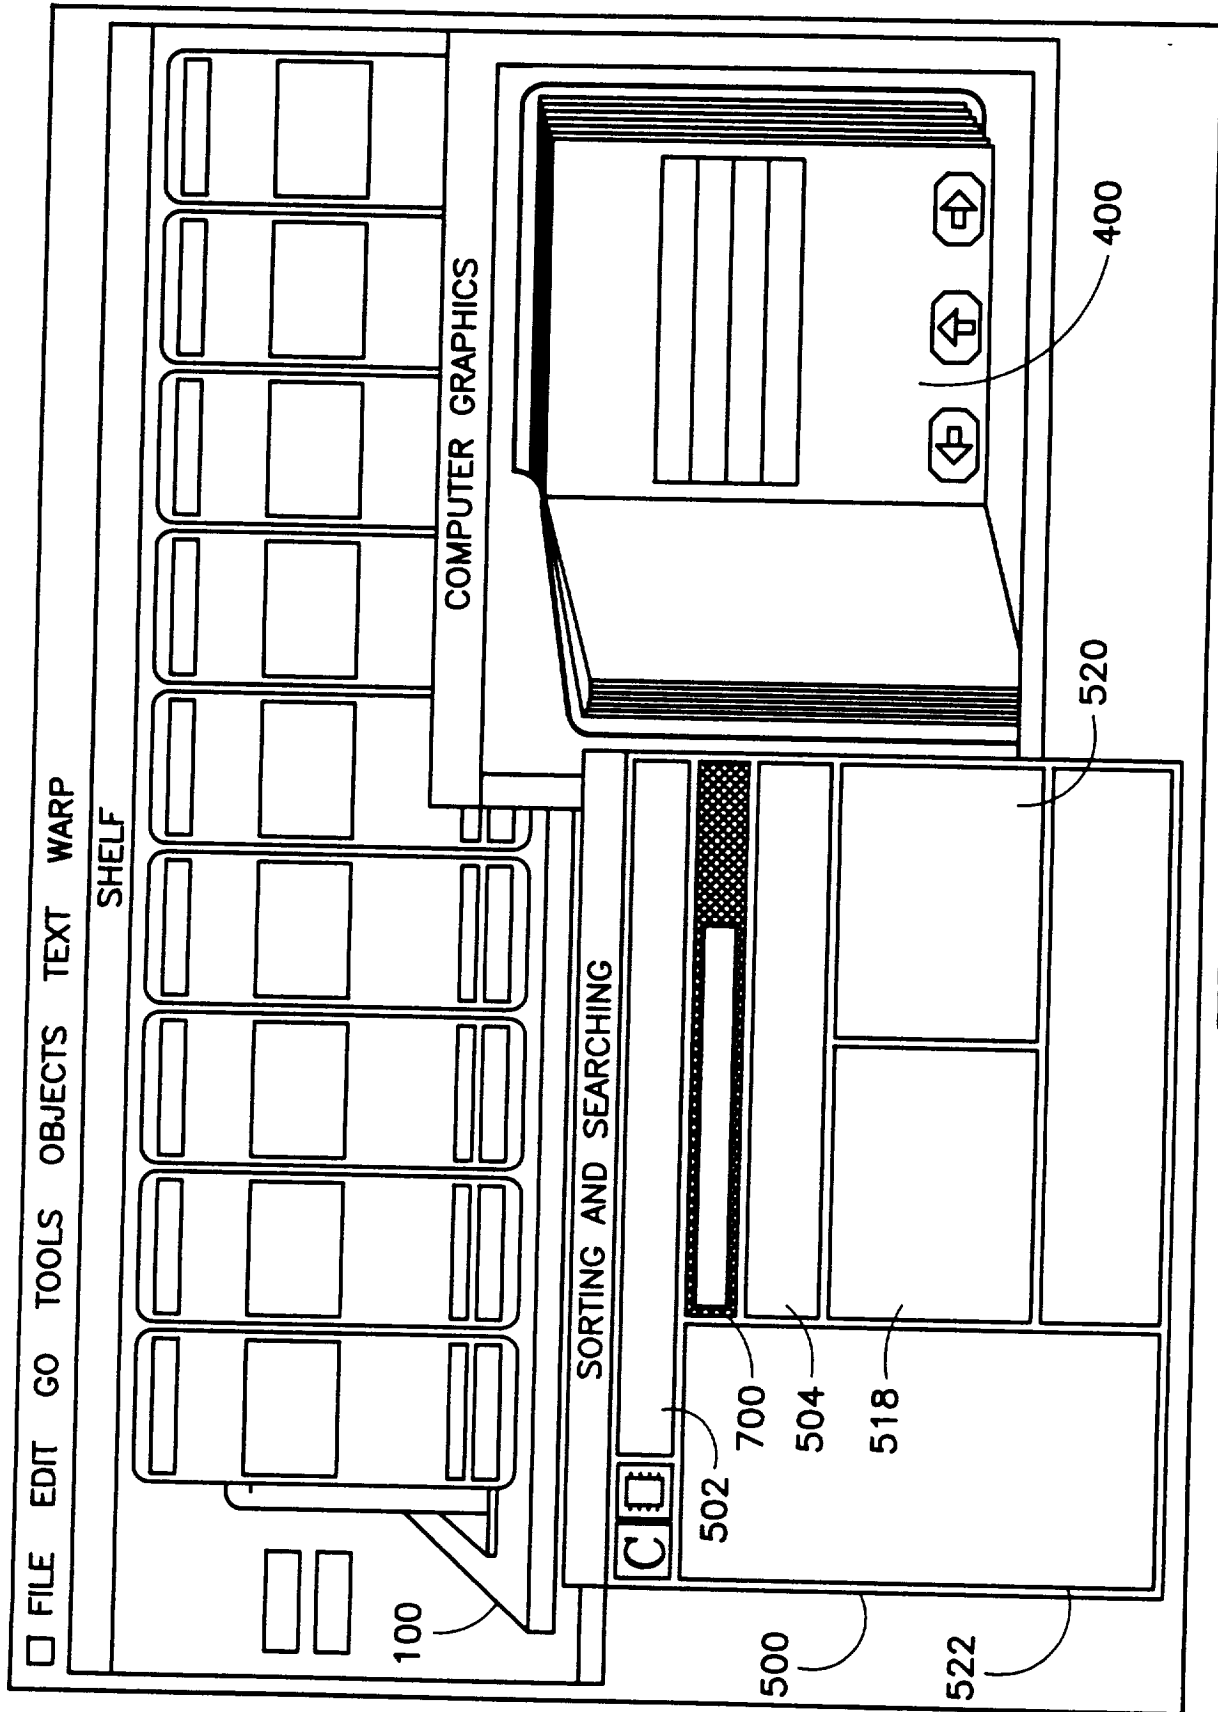 FILE EDIT GO TOOLS OBJECTS TEXT WARP
SHELF
COMPUTER GRAPHICS
100
SORTING AND SEARCHING
C
400
502
700
504
518
520
500
522